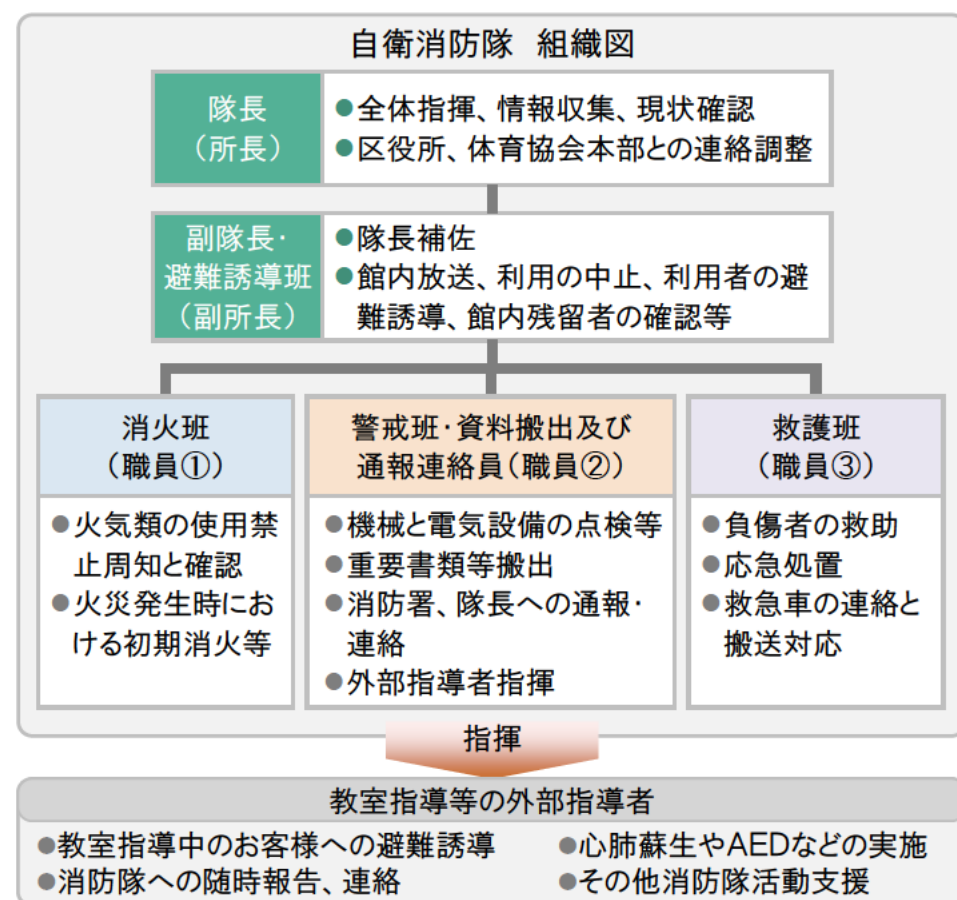 自衛消防隊　組織図
隊長
（所長）
●全体指揮、情報収集、現状確認
●区役所、体育協会本部との連絡調整
副隊長・
避難誘導班
（副所長）
●隊長補佐
●館内放送、利用の中止、利用者の避
難誘導、館内残留者の確認等
消火班
（職員①）
●火気類の使用禁
止周知と確認
●火災発生時にお
ける初期消火等
警戒班・資料搬出及び
通報連絡員（職員②）
●機械と電気設備の点検等
●重要書類等搬出
●消防署、隊長への通報・
連絡
●外部指導者指揮
救護班
（職員③）
●負傷者の救助
●応急処置
●救急車の連絡と
搬送対応
指揮
教室指導等の外部指導者
●教室指導中のお客様への避難誘導
●消防隊への随時報告、連絡
●心肺蘇生やAEDなどの実施
●その他消防隊活動支援